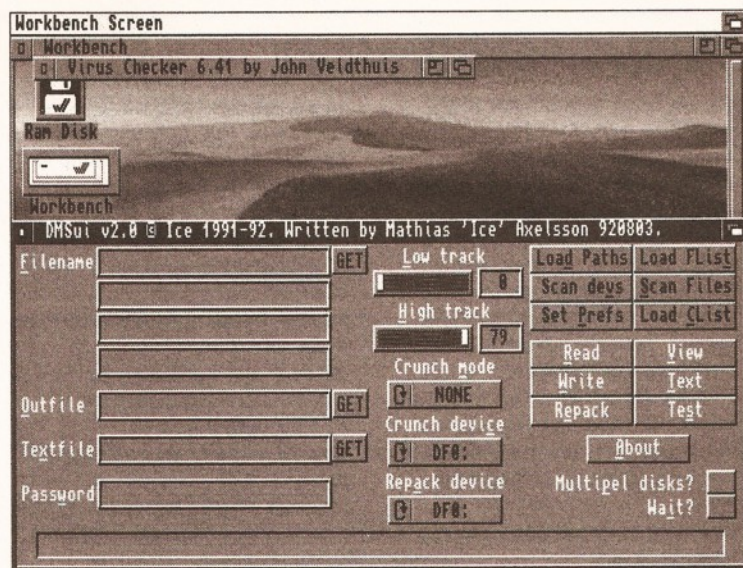 Workbench Screen
Workbench
Virus Checker 6.41 by John Veldthuis
Ram Disk
Workbench
DMSui v2.0 © Ice 1991-92. Written by Mathias 'Ice' Axelsson 920803.
Filename
GET
Low track
0
High track
79
Crunch mode
NONE
Crunch device
DF0:
Repack device
DF0:
Load Paths
Load FList
Scan devs
Scan Files
Set Prefs
Load CList
Read
View
Write
Text
Repack
Test
About
Multipel disks?
Wait?
Outfile
GET
Textfile
GET
Password